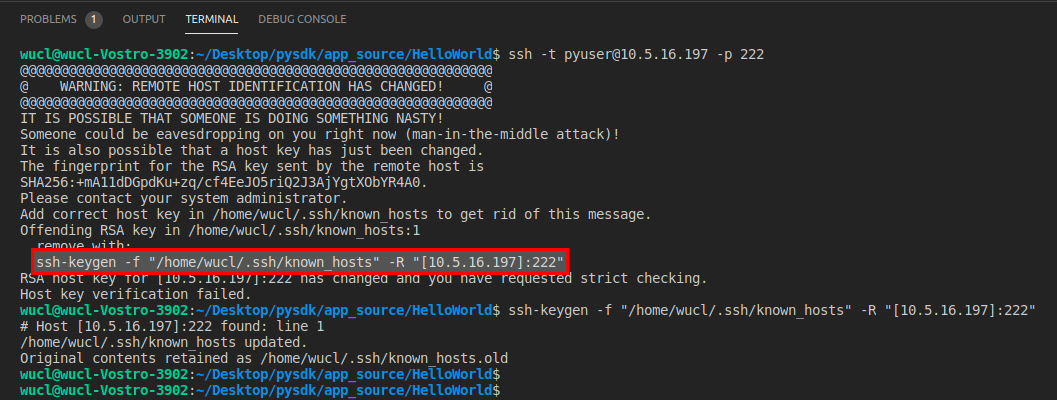 PROBLEMS 1 OUTPUT TERMINAL DEBUG CONSOLE
wucl@wucl-Vostro-3902:~/Desktop/pysdk/app_source/HelloWorld$ ssh -t pyuser@10.5.16.197 -p 222
@@@@@@@@@@@@@@@@@@@@@@@@@@@@@@@@@@@@@@@@@@@@@@@@@@@@@@@@@@@
@    WARNING: REMOTE HOST IDENTIFICATION HAS CHANGED!     @
@@@@@@@@@@@@@@@@@@@@@@@@@@@@@@@@@@@@@@@@@@@@@@@@@@@@@@@@@@@
IT IS POSSIBLE THAT SOMEONE IS DOING SOMETHING NASTY!
Someone could be eavesdropping on you right now (man-in-the-middle attack)!
It is also possible that a host key has just been changed.
The fingerprint for the RSA key sent by the remote host is
SHA256:+mA11dDGpdKu+zq/cf4EeJO5riQ2J3AjYgtXObYR4A0.
Please contact your system administrator.
Add correct host key in /home/wucl/.ssh/known_hosts to get rid of this message.
Offending RSA key in /home/wucl/.ssh/known_hosts:1
  remove with:
  ssh-keygen -f "/home/wucl/.ssh/known_hosts" -R "[10.5.16.197]:222"
RSA host key for [10.5.16.197]:222 has changed and you have requested strict checking.
Host key verification failed.
wucl@wucl-Vostro-3902:~/Desktop/pysdk/app_source/HelloWorld$ ssh-keygen -f "/home/wucl/.ssh/known_hosts" -R "[10.5.16.197]:222"
# Host [10.5.16.197]:222 found: line 1
/home/wucl/.ssh/known_hosts updated.
Original contents retained as /home/wucl/.ssh/known_hosts.old
wucl@wucl-Vostro-3902:~/Desktop/pysdk/app_source/HelloWorld$
wucl@wucl-Vostro-3902:~/Desktop/pysdk/app_source/HelloWorld$